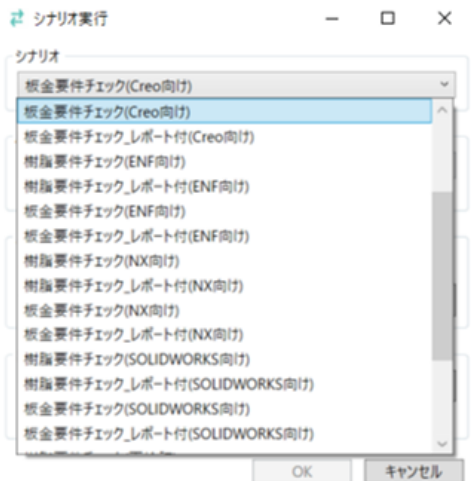 シナリオ実行
シナリオ
板金要件チェック(Creo向け)
板金要件チェック(Creo向け)
板金要件チェック_レポート付(Creo向け)
樹脂要件チェック(ENF向け)
樹脂要件チェック_レポート付(ENF向け)
板金要件チェック(ENF向け)
板金要件チェック_レポート付(ENF向け)
樹脂要件チェック(NX向け)
樹脂要件チェック_レポート付(NX向け)
板金要件チェック(NX向け)
板金要件チェック_レポート付(NX向け)
樹脂要件チェック(SOLIDWORKS向け)
樹脂要件チェック_レポート付(SOLIDWORKS向け)
板金要件チェック(SOLIDWORKS向け)
板金要件チェック_レポート付(SOLIDWORKS向け)
OK キャンセル